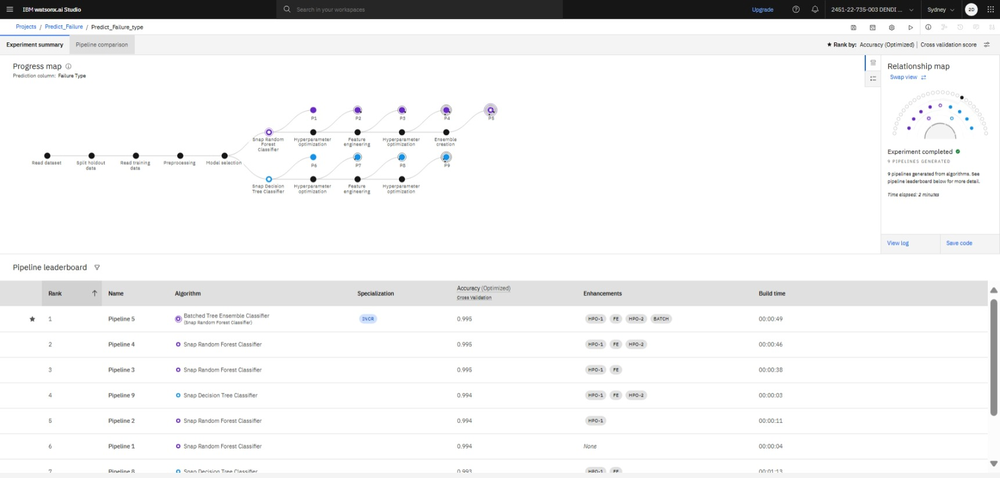 IBM watsonx.ai Studio
Search in your workspaces
Upgrade
2451-22-735-003 DENDI ...
Sydney
2D
Projects / Predict_Failure / Predict_Failure_type
Experiment summary
Pipeline comparison
Rank by: Accuracy (Optimized) | Cross validation score
Progress map
Prediction column: Failure Type
P1
P2
P3
P4
P5
Snap Random
Forest
Classifier
Hyperparameter
optimization
Feature
engineering
Hyperparameter
optimization
Ensemble
creation
Read dataset
Split holdout
data
Read training
data
Preprocessing
Model selection
P6
P7
P8
P9
Snap Decision
Tree Classifier
Hyperparameter
optimization
Feature
engineering
Hyperparameter
optimization
Relationship map
Swap view
Experiment completed
9 PIPELINES GENERATED
9 pipelines generated from algorithms. See
pipeline leaderboard below for more detail.
Time elapsed: 2 minutes
View log
Save code
Pipeline leaderboard
Rank Name Algorithm Specialization Accuracy (Optimized) Enhancements Build time
Cross Validation
1 Pipeline 5 Batched Tree Ensemble Classifier INCR 0.995 HPO-1 FE HPO-2 BATCH 00:00:49
(Snap Random Forest Classifier)
2 Pipeline 4 Snap Random Forest Classifier 0.995 HPO-1 FE HPO-2 00:00:46
3 Pipeline 3 Snap Random Forest Classifier 0.995 HPO-1 FE 00:00:38
4 Pipeline 9 Snap Decision Tree Classifier 0.994 HPO-1 FE HPO-2 00:00:03
5 Pipeline 2 Snap Random Forest Classifier 0.994 HPO-1 00:00:11
6 Pipeline 1 Snap Random Forest Classifier 0.994 None 00:00:04
7 Pipeline 8 Snap Decision Tree Classifier 0.993 HPO-1 FE 00:01:13